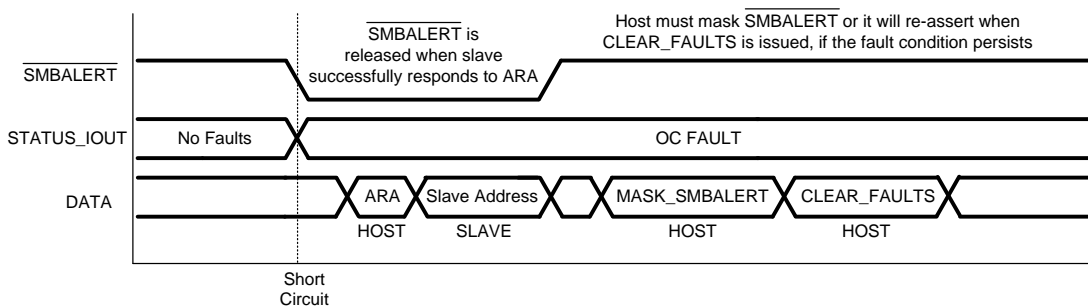 SMBALERT is
released when slave
successfully responds to ARA
Host must mask SMBALERT or it will re-assert when
CLEAR_FAULTS is issued, if the fault condition persists
SMBALERT
STATUS_IOUT
No Faults
OC FAULT
DATA
ARA
Slave Address
MASK_SMBALERT
CLEAR_FAULTS
HOST
SLAVE
HOST
HOST
Short
Circuit